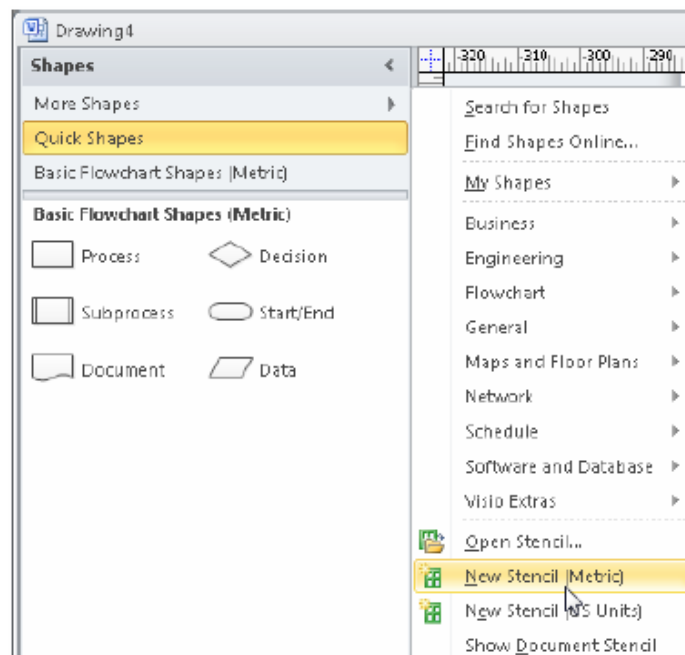 Drawing4
Shapes
More Shapes
Quick Shapes
Basic Flowchart Shapes (Metric)
Basic Flowchart Shapes (Metric)
Process Decision
Subprocess Start/End
Document Data
-320 -310 -300 -290
Search for Shapes
Find Shapes Online...
My Shapes
Business
Engineering
Flowchart
General
Maps and Floor Plans
Network
Schedule
Software and Database
Visio Extras
Open Stencil...
New Stencil (Metric)
New Stencil (US Units)
Show Document Stencil